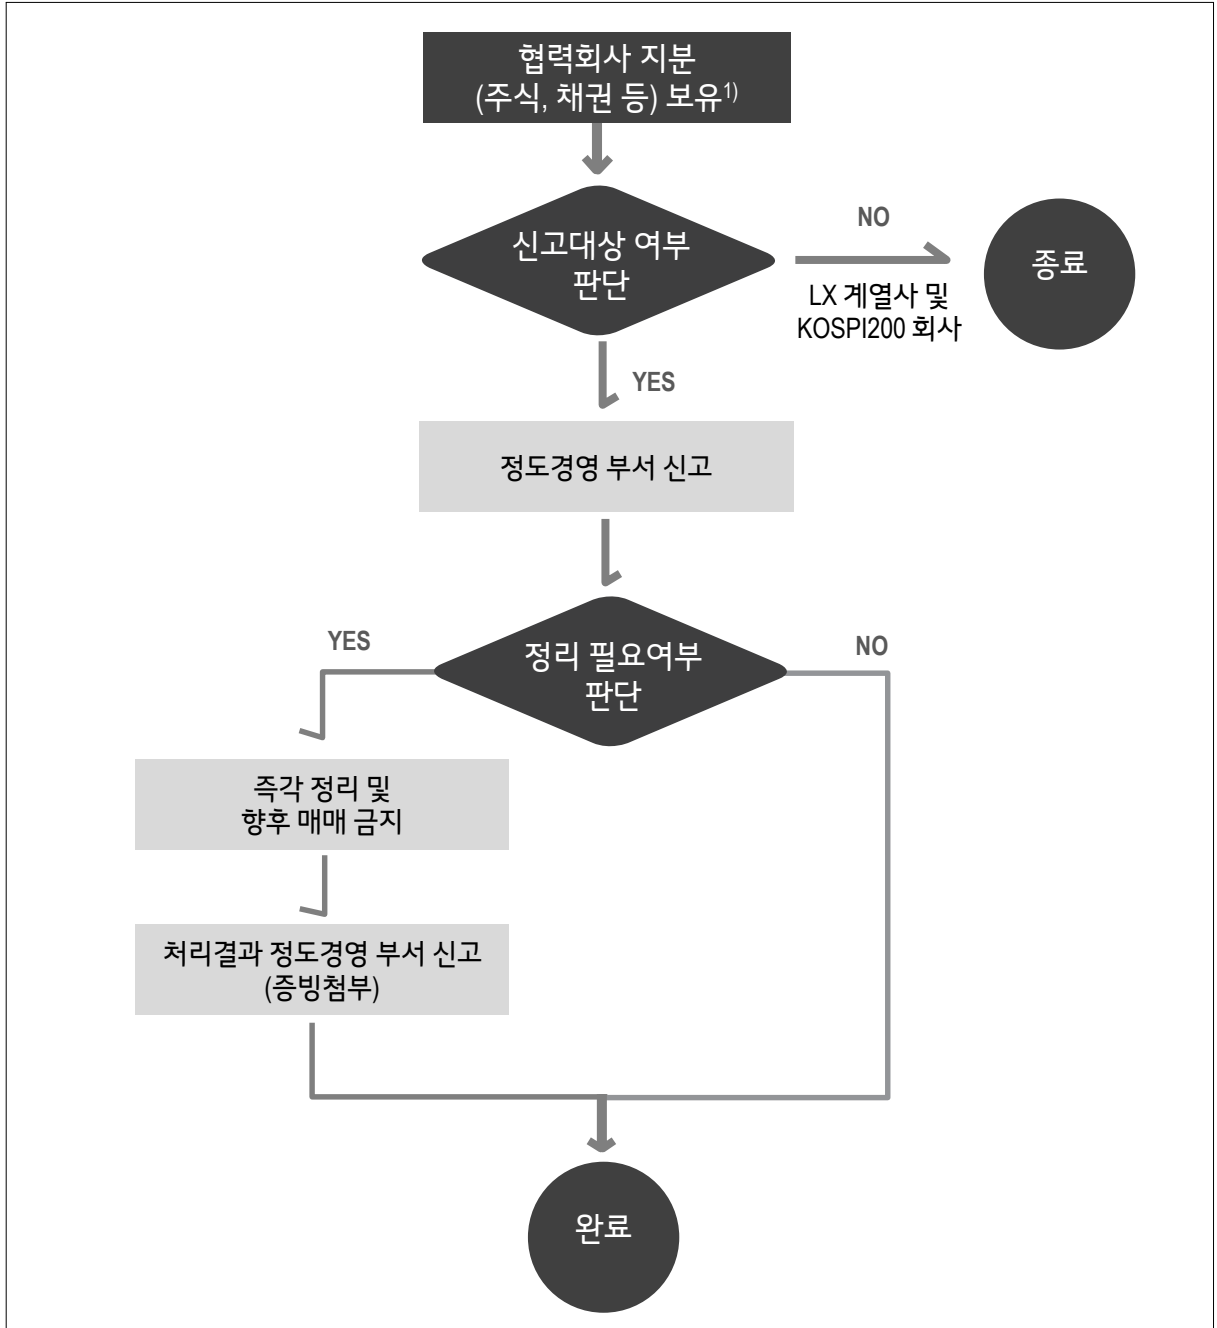 협력회사 지분
(주식, 채권 등) 보유1)
신고대상 여부
판단
NO
LX 계열사 및
KOSPI200 회사
종료
YES
정도경영 부서 신고
정리 필요여부
판단
YES
NO
즉각 정리 및
향후 매매 금지
처리결과 정도경영 부서 신고
(증빙첨부)
완료